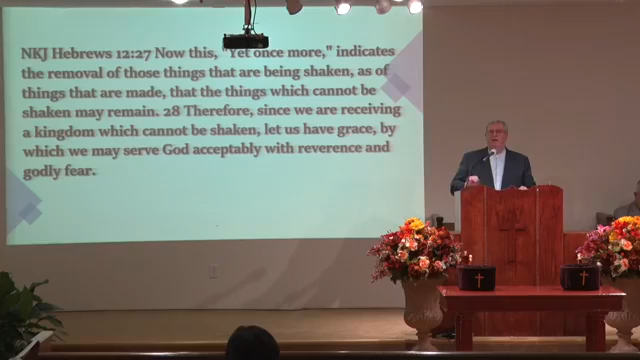 NKJ Hebrews 12:27 Now this, "Yet once more," indicates
the removal of those things that are being shaken, as of
things that are made, that the things which cannot be
shaken may remain. 28 Therefore, since we are receiving
a kingdom which cannot be shaken, let us have grace, by
which we may serve God acceptably with reverence and
godly fear.